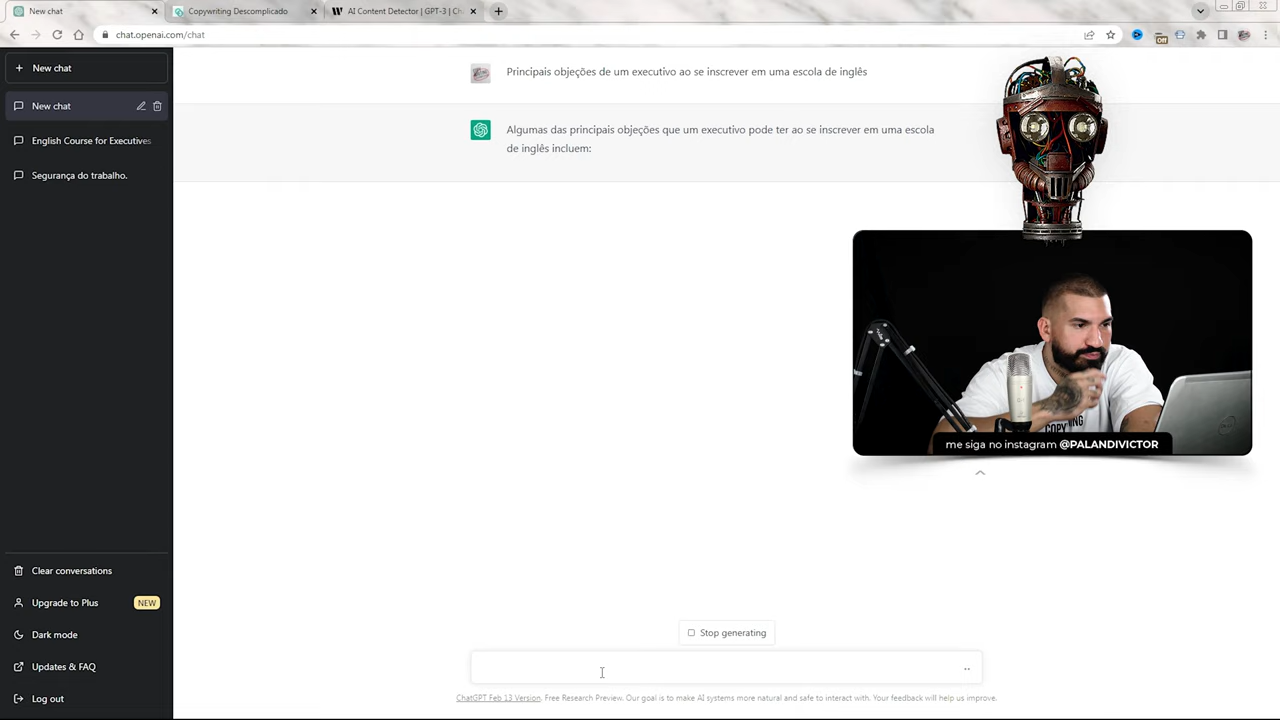 New chat
Copywriting Descomplicado
AI Content Detector | GPT-3 | Ch
chat.openai.com/chat
Off
New chat
New chat
English Course for Executives
Segurança do trabalho.
Clear conversations
Upgrade to Plus
NEW
Dark mode
Updates & FAQ
Log out
Principais objeções de um executivo ao se inscrever em uma escola de inglês
Algumas das principais objeções que um executivo pode ter ao se inscrever em uma escola
de inglês incluem:
me siga no instagram @PALANDIVICTOR
Stop generating
ChatGPT Feb 13 Version. Free Research Preview. Our goal is to make AI systems more natural and safe to interact with. Your feedback will help us improve.